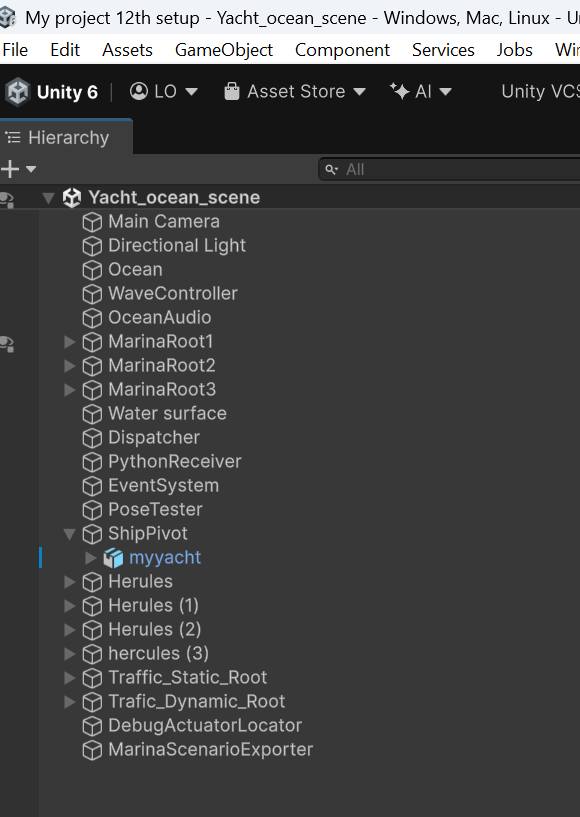 My project 12th setup - Yacht_ocean_scene - Windows, Mac, Linux - U
File Edit Assets GameObject Component Services Jobs Wi
Unity 6 LO Asset Store AI Unity VCS
Hierarchy
All
Yacht_ocean_scene
Main Camera
Directional Light
Ocean
WaveController
OceanAudio
MarinaRoot1
MarinaRoot2
MarinaRoot3
Water surface
Dispatcher
PythonReceiver
EventSystem
PoseTester
ShipPivot
myyacht
Herules
Herules (1)
Herules (2)
hercules (3)
Traffic_Static_Root
Trafic_Dynamic_Root
DebugActuatorLocator
MarinaScenarioExporter